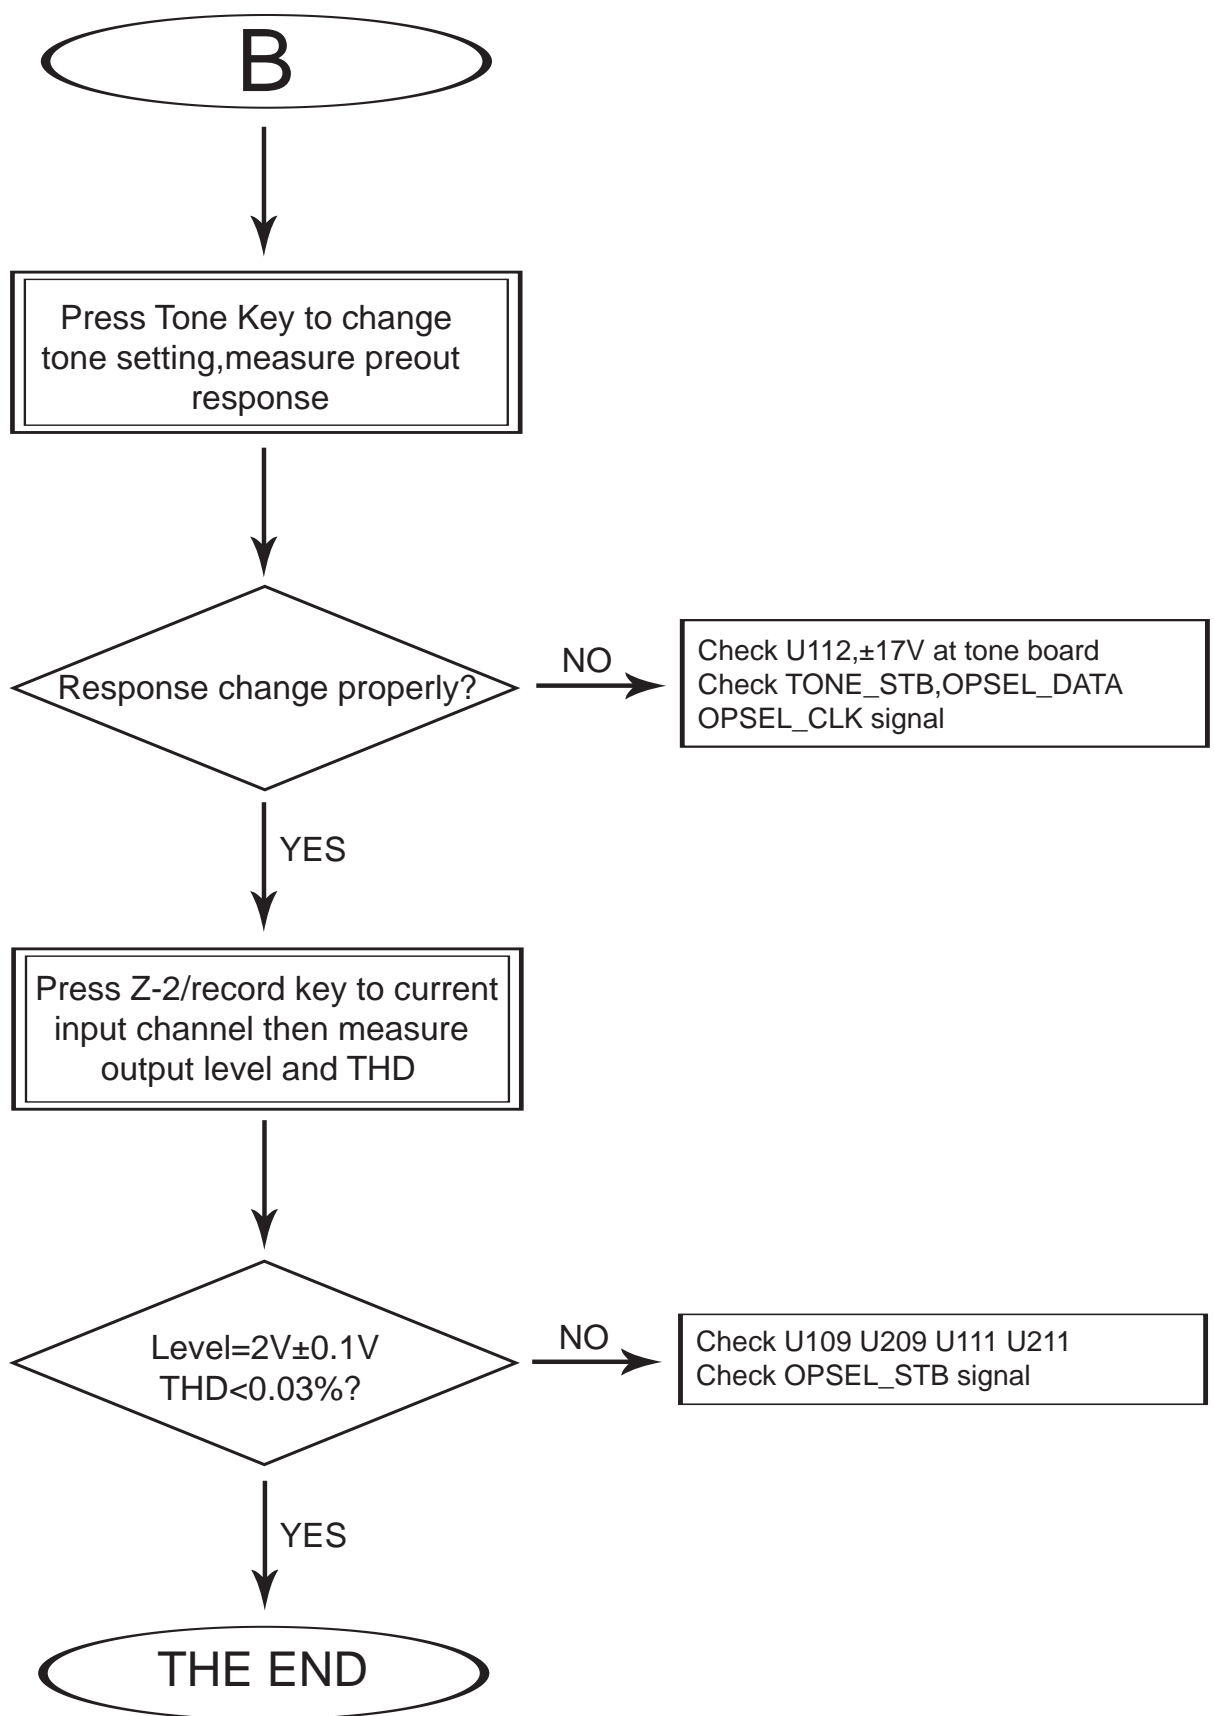 B
Press Tone Key to change
tone setting,measure preout
response
Response change properly?
NO
Check U112,±17V at tone board
Check TONE_STB,OPSEL_DATA
OPSEL_CLK signal
YES
Press Z-2/record key to current
input channel then measure
output level and THD
Level=2V±0.1V
THD<0.03%?
NO
Check U109 U209 U111 U211
Check OPSEL_STB signal
YES
THE END